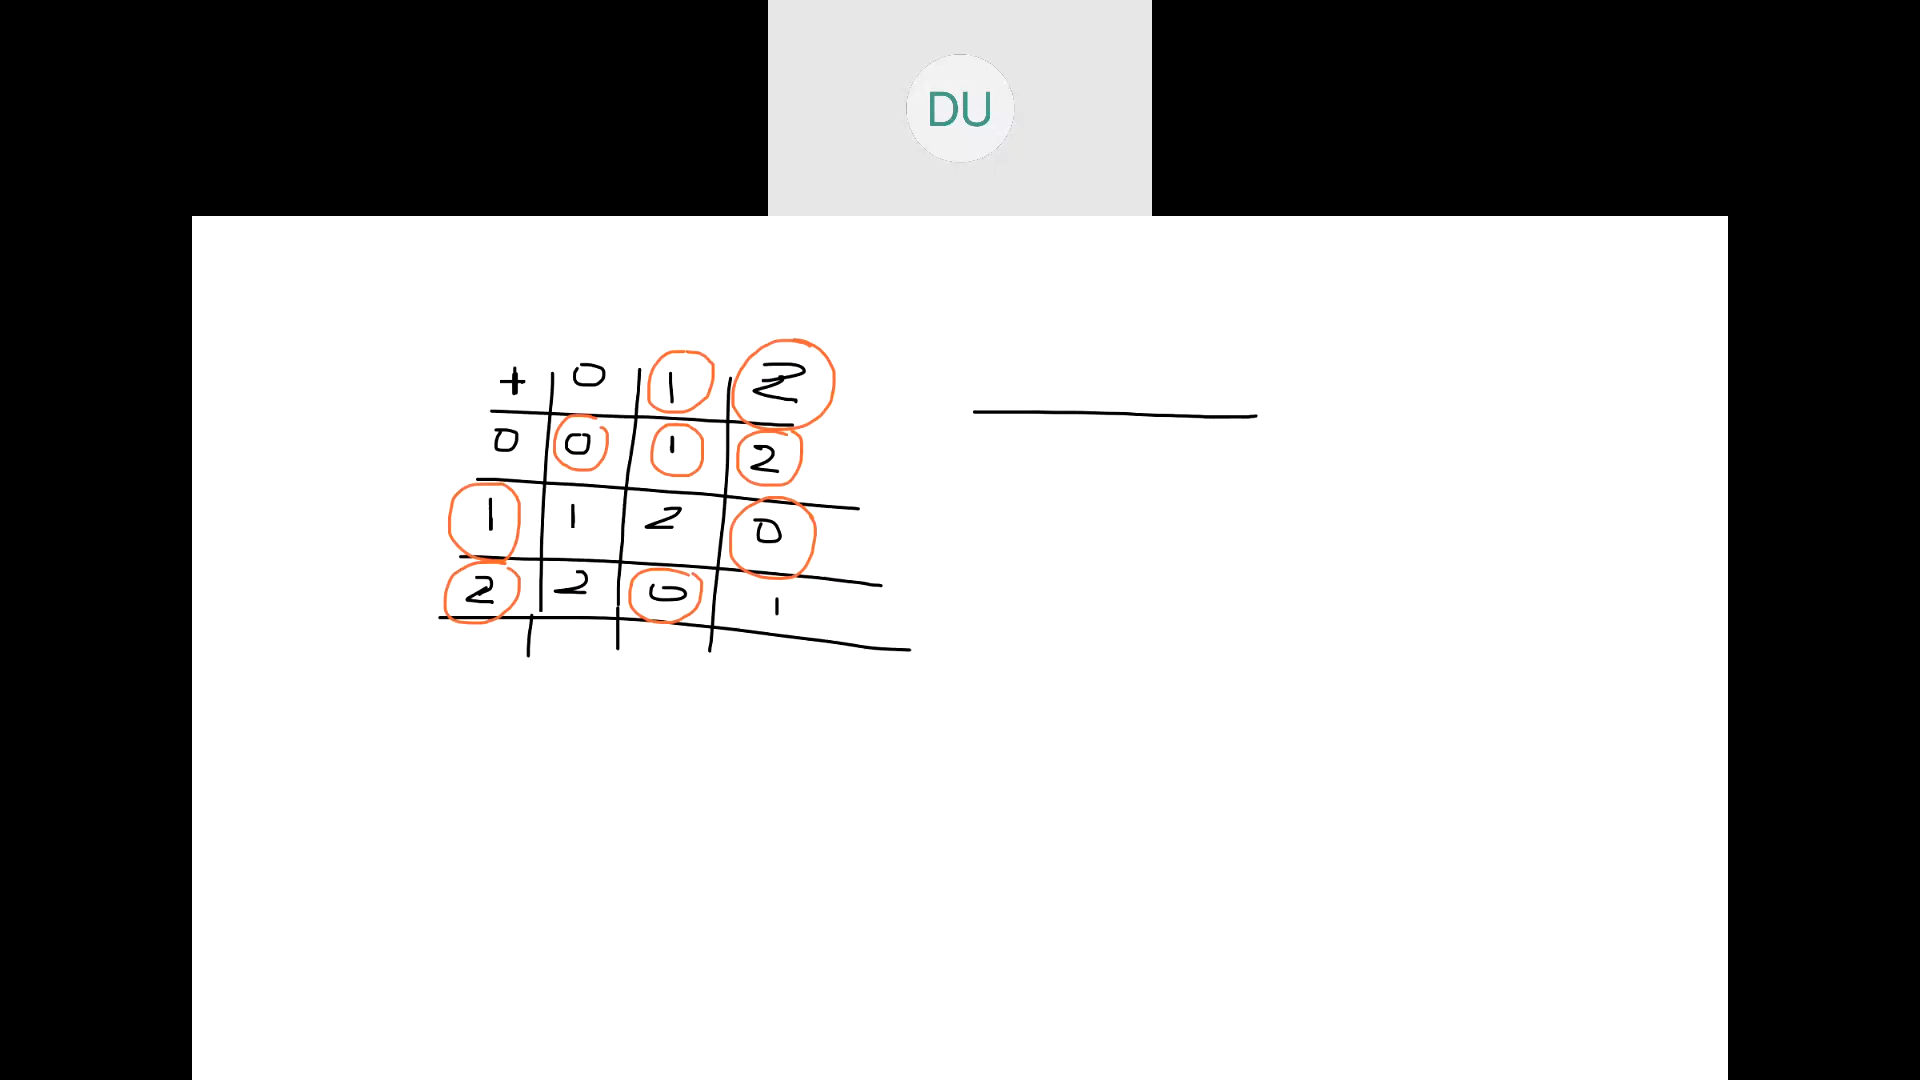 DU
+ 0 1 2
0 0 1 2
1 1 2 0
2 2 0 1